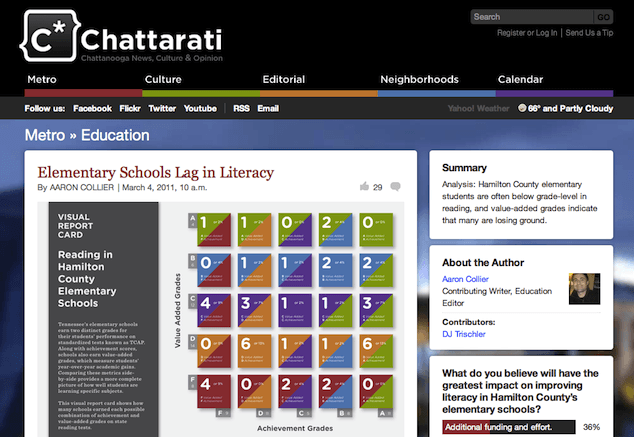 C*
Chattarati
Chattanooga News, Culture & Opinion
Search GO
Register or Log In | Send Us a Tip
Metro Culture Editorial Neighborhoods Calendar
Follow us: Facebook Flickr Twitter Youtube | RSS Email Yahoo! Weather 66° and Partly Cloudy
Metro » Education
Elementary Schools Lag in Literacy
By AARON COLLIER | March 4, 2011, 10 a.m. 29
VISUAL
REPORT
CARD
Reading in
Hamilton
County
Elementary
Schools
Tennessee's elementary schools
earn two distinct grades for
their students' performance on
standardized tests known as TCAP.
Along with achievement scores,
schools also earn value-added
grades, which measure students'
year-over-year academic gains.
Comparing these metrics side-
by-side provides a more complete
picture of how well students are
learning specific subjects.
This visual report card shows how
many schools earned each possible
combination of achievement and
value-added grades on state
reading tests.
Value Added Grades
A 1 1 0 2 0
B 0 1 1 2 2
C 4 3 1 1 3
D 0 6 1 1 6
F 4 0 2 2 0
F D C B A
Achievement Grades
Summary
Analysis: Hamilton County elementary
students are often below grade-level in
reading, and value-added grades indicate
that many are losing ground.
About the Author
Aaron Collier
Contributing Writer, Education
Editor
Contributors:
DJ Trischler
What do you believe will have the
greatest impact on improving
literacy in Hamilton County's
elementary schools?
Additional funding and effort. 36%